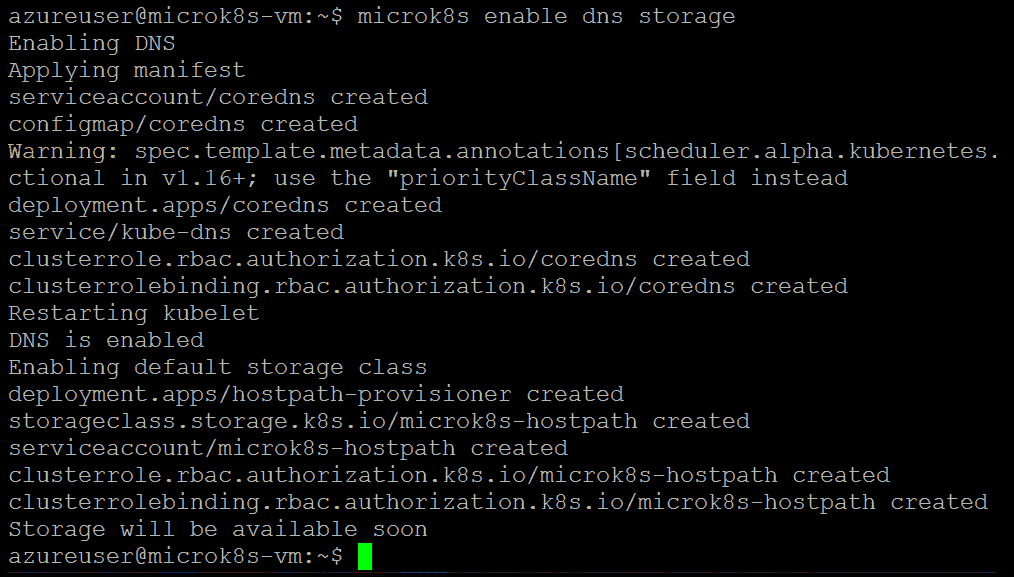 azureuser@microk8s-vm:~$ microk8s enable dns storage
Enabling DNS
Applying manifest
serviceaccount/coredns created
configmap/coredns created
Warning: spec.template.metadata.annotations[scheduler.alpha.kubernetes.
ctional in v1.16+; use the "priorityClassName" field instead
deployment.apps/coredns created
service/kube-dns created
clusterrole.rbac.authorization.k8s.io/coredns created
clusterrolebinding.rbac.authorization.k8s.io/coredns created
Restarting kubelet
DNS is enabled
Enabling default storage class
deployment.apps/hostpath-provisioner created
storageclass.storage.k8s.io/microk8s-hostpath created
serviceaccount/microk8s-hostpath created
clusterrole.rbac.authorization.k8s.io/microk8s-hostpath created
clusterrolebinding.rbac.authorization.k8s.io/microk8s-hostpath created
Storage will be available soon
azureuser@microk8s-vm:~$